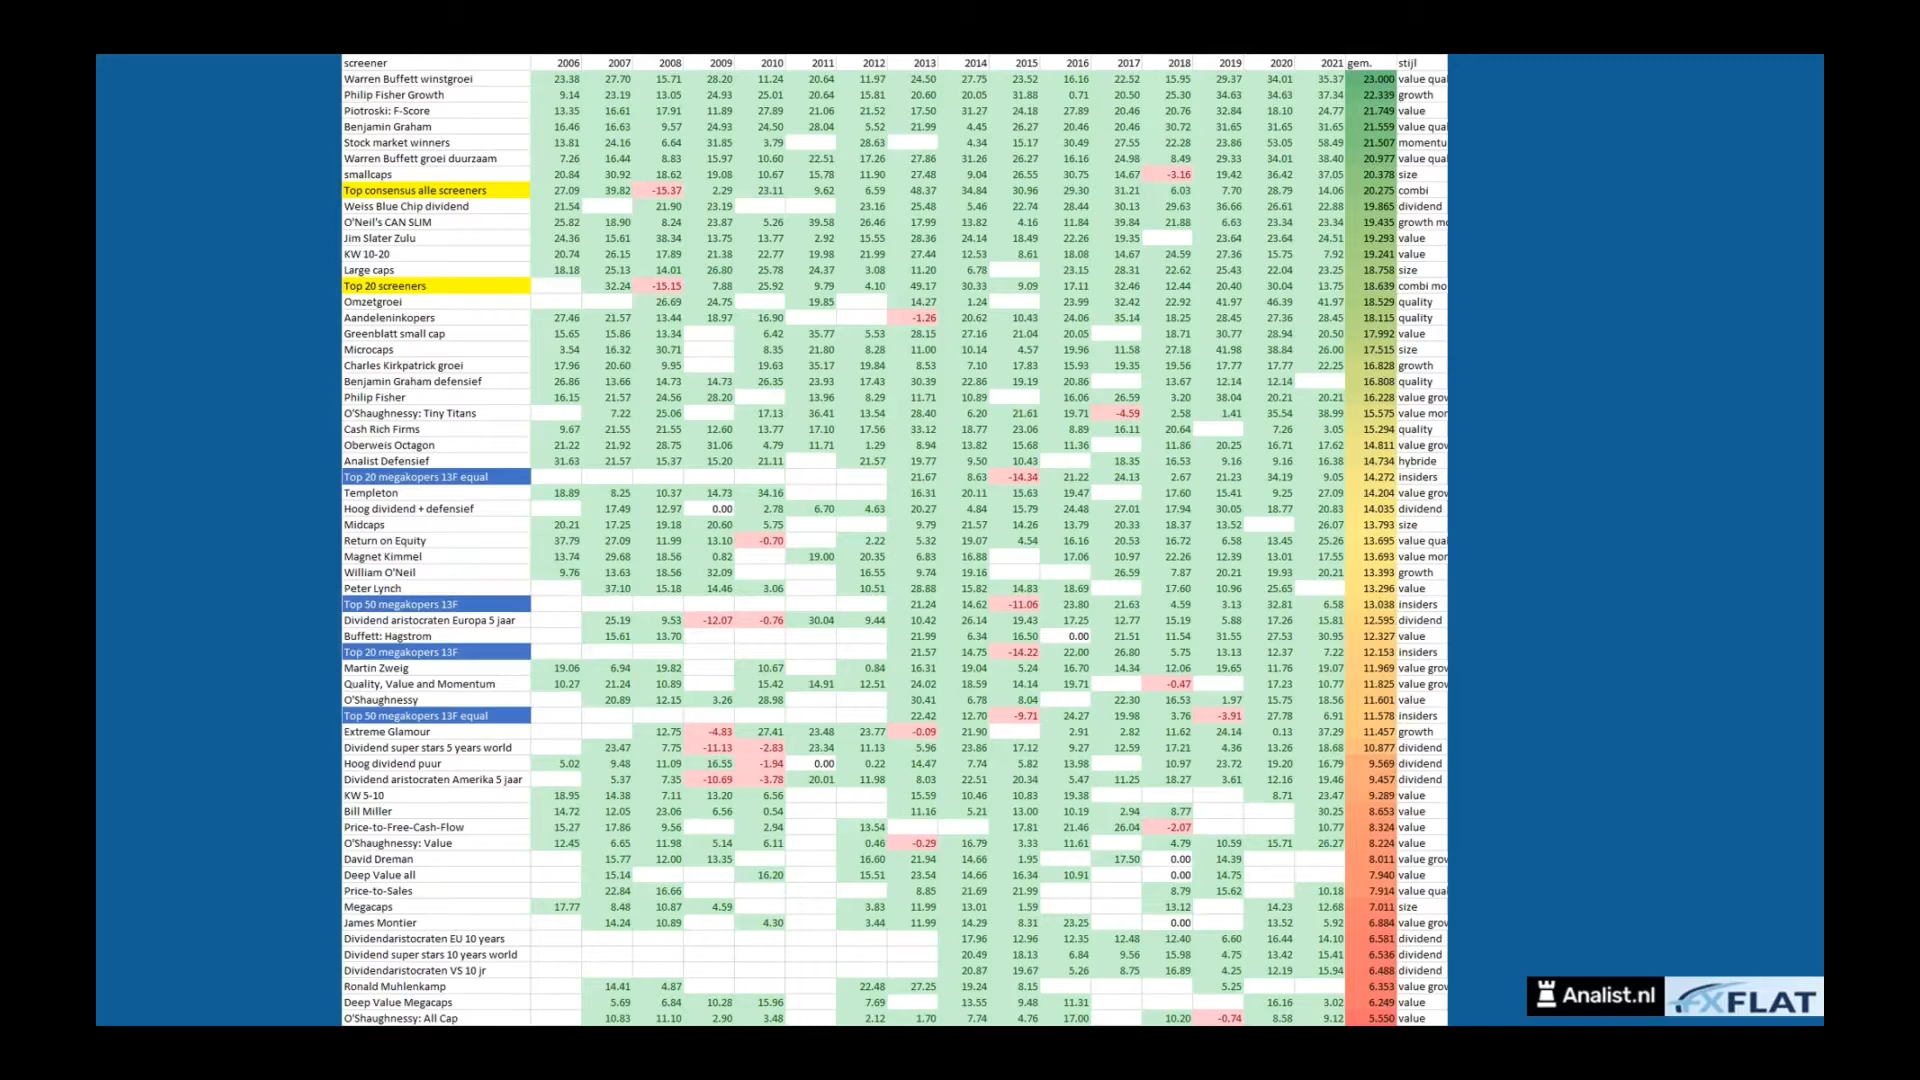 screener 2006 2007 2008 2009 2010 2011 2012 2013 2014 2015 2016 2017 2018 2019 2020 2021 gem. stijl
Warren Buffett winstgroei 23.38 27.70 15.71 28.20 11.24 20.64 11.97 24.50 27.75 23.52 16.16 22.52 15.95 29.37 34.01 35.37 23.000 value qual
Philip Fisher Growth 9.14 23.19 13.05 24.93 25.01 20.64 15.81 20.60 20.05 31.88 0.71 20.50 25.30 34.63 34.63 37.34 22.339 growth
Piotroski: F-Score 13.35 16.61 17.91 11.89 27.89 21.06 21.52 17.50 31.27 24.18 27.89 20.46 20.76 32.84 18.10 24.77 21.749 value
Benjamin Graham 16.46 16.63 9.57 24.93 24.50 28.04 5.52 21.99 4.45 26.27 20.46 20.46 30.72 31.65 31.65 31.65 21.559 value qual
Stock market winners 13.81 24.16 6.64 31.85 3.79 28.63 4.34 15.17 30.49 27.55 22.28 23.86 53.05 58.49 21.507 momentu
Warren Buffett groei duurzaam 7.26 16.44 8.83 15.97 10.60 22.51 17.26 27.86 31.26 26.27 16.16 24.98 8.49 29.33 34.01 38.40 20.977 value qual
smallcaps 20.84 30.92 18.62 19.08 10.67 15.78 11.90 27.48 9.04 26.55 30.75 14.67 -3.16 19.42 36.42 37.05 20.378 size
Top consensus alle screeners 27.09 39.82 -15.37 2.29 23.11 9.62 6.59 48.37 34.84 30.96 29.30 31.21 6.03 7.70 28.79 14.06 20.275 combi
Weiss Blue Chip dividend 21.54 21.90 23.19 23.16 25.48 5.46 22.74 28.44 30.13 29.63 36.66 26.61 22.88 19.865 dividend
O'Neil's CAN SLIM 25.82 18.90 8.24 23.87 5.26 39.58 26.46 17.99 13.82 4.16 11.84 39.84 21.88 6.63 23.34 23.34 19.435 growth mo
Jim Slater Zulu 24.36 15.61 38.34 13.75 13.77 2.92 15.55 28.36 24.14 18.49 22.26 19.35 23.64 23.64 24.51 19.293 value
KW 10-20 20.74 26.15 17.89 21.38 22.77 19.98 21.99 27.44 12.53 8.61 18.08 14.67 24.59 27.36 15.75 7.92 19.241 value
Large caps 18.18 25.13 14.01 26.80 25.78 24.37 3.08 11.20 6.78 23.15 28.31 22.62 25.43 22.04 23.25 18.758 size
Top 20 screeners 32.24 -15.15 7.88 25.92 9.79 4.10 49.17 30.33 9.09 17.11 32.46 12.44 20.40 30.04 13.75 18.639 combi mo
Omzetgroei 26.69 24.75 19.85 14.27 1.24 23.99 32.42 22.92 41.97 46.39 41.97 18.529 quality
Aandeleninkopers 27.46 21.57 13.44 18.97 16.90 -1.26 20.62 10.43 24.06 35.14 18.25 28.45 27.36 28.45 18.115 quality
Greenblatt small cap 15.65 15.86 13.34 6.42 35.77 5.53 28.15 27.16 21.04 20.05 18.71 30.77 28.94 20.50 17.992 value
Microcaps 3.54 16.32 30.71 8.35 21.80 8.28 11.00 10.14 4.57 19.96 11.58 27.18 41.98 38.84 26.00 17.515 size
Charles Kirkpatrick groei 17.96 20.60 9.95 19.63 35.17 19.84 8.53 7.10 17.83 15.93 19.35 19.56 17.77 17.77 22.25 16.828 growth
Benjamin Graham defensief 26.86 13.66 14.73 14.73 26.35 23.93 17.43 30.39 22.86 19.19 20.86 13.67 12.14 12.14 16.808 quality
Philip Fisher 16.15 21.57 24.56 28.20 13.96 8.29 11.71 10.89 16.06 26.59 3.20 38.04 20.21 20.21 16.228 value grov
O'Shaughnessy: Tiny Titans 7.22 25.06 17.13 36.41 13.54 28.40 6.20 21.61 19.71 -4.59 2.58 1.41 35.54 38.99 15.575 value mor
Cash Rich Firms 9.67 21.55 21.55 12.60 13.77 17.10 17.56 33.12 18.77 23.06 8.89 16.11 20.64 7.26 3.05 15.294 quality
Oberweis Octagon 21.22 21.92 28.75 31.06 4.79 11.71 1.29 8.94 13.82 15.68 11.36 11.86 20.25 16.71 17.62 14.811 value grov
Analist Defensief 31.63 21.57 15.37 15.20 21.11 21.57 19.77 9.50 10.43 18.35 16.53 9.16 9.16 16.38 14.734 hybride
Top 20 megakopers 13F equal 21.67 8.63 -14.34 21.22 24.13 2.67 21.23 34.19 9.05 14.272 insiders
Templeton 18.89 8.25 10.37 14.73 34.16 16.31 20.11 15.63 19.47 17.60 15.41 9.25 27.09 14.204 value grov
Hoog dividend + defensief 17.49 12.97 0.00 2.78 6.70 4.63 20.27 4.84 15.79 24.48 27.01 17.94 30.05 18.77 20.83 14.035 dividend
Midcaps 20.21 17.25 19.18 20.60 5.75 9.79 21.57 14.26 13.79 20.33 18.37 13.52 26.07 13.793 size
Return on Equity 37.79 27.09 11.99 13.10 -0.70 2.22 5.32 19.07 4.54 16.16 20.53 16.72 6.58 13.45 25.26 13.695 value qual
Magnet Kimmel 13.74 29.68 18.56 0.82 19.00 20.35 6.83 16.88 17.06 10.97 22.26 12.39 13.01 17.55 13.693 value mor
William O'Neil 9.76 13.63 18.56 32.09 16.55 9.74 19.16 26.59 7.87 20.21 19.93 20.21 13.393 growth
Peter Lynch 37.10 15.18 14.46 3.06 10.51 28.88 15.82 14.83 18.69 17.60 10.96 25.65 13.296 value
Top 50 megakopers 13F 21.24 14.62 -11.06 23.80 21.63 4.59 3.13 32.81 6.58 13.038 insiders
Dividend aristocraten Europa 5 jaar 25.19 9.53 -12.07 -0.76 30.04 9.44 10.42 26.14 19.43 17.25 12.77 15.19 5.88 17.26 15.81 12.595 dividend
Buffett: Hagstrom 15.61 13.70 21.99 6.34 16.50 0.00 21.51 11.54 31.55 27.53 30.95 12.327 value
Top 20 megakopers 13F 21.57 14.75 -14.22 22.00 26.80 5.75 13.13 12.37 7.22 12.153 insiders
Martin Zweig 19.06 6.94 19.82 10.67 0.84 16.31 19.04 5.24 16.70 14.34 12.06 19.65 11.76 19.07 11.969 value grov
Quality, Value and Momentum 10.27 21.24 10.89 15.42 14.91 12.51 24.02 18.59 14.14 19.71 -0.47 17.23 10.77 11.825 value grov
O'Shaughnessy 20.89 12.15 3.26 28.98 30.41 6.78 8.04 22.30 16.53 1.97 15.75 18.56 11.601 value
Top 50 megakopers 13F equal 22.42 12.70 -9.71 24.27 19.98 3.76 -3.91 27.78 6.91 11.578 insiders
Extreme Glamour 12.75 -4.83 27.41 23.48 23.77 -0.09 21.90 2.91 2.82 11.62 24.14 0.13 37.29 11.457 growth
Dividend super stars 5 years world 23.47 7.75 -11.13 -2.83 23.34 11.13 5.96 23.86 17.12 9.27 12.59 17.21 4.36 13.26 18.68 10.877 dividend
Hoog dividend puur 5.02 9.48 11.09 16.55 -1.94 0.00 0.22 14.47 7.74 5.82 13.98 10.97 23.72 19.20 16.79 9.569 dividend
Dividend aristocraten Amerika 5 jaar 5.37 7.35 -10.69 -3.78 20.01 11.98 8.03 22.51 20.34 5.47 11.25 18.27 3.61 12.16 19.46 9.457 dividend
KW 5-10 18.95 14.38 7.11 13.20 6.56 15.59 10.46 10.83 19.38 8.71 23.47 9.289 value
Bill Miller 14.72 12.05 23.06 6.56 0.54 11.16 5.21 13.00 10.19 2.94 8.77 30.25 8.653 value
Price-to-Free-Cash-Flow 15.27 17.86 9.56 2.94 13.54 17.81 21.46 26.04 -2.07 10.77 8.324 value
O'Shaughnessy: Value 12.45 6.65 11.98 5.14 6.11 0.46 -0.29 16.79 3.33 11.61 4.79 10.59 15.71 26.27 8.224 value
David Dreman 15.77 12.00 13.35 16.60 21.94 14.66 1.95 17.50 0.00 14.39 8.011 value grov
Deep Value all 15.14 16.20 15.51 23.54 14.66 16.34 10.91 0.00 14.75 7.940 value
Price-to-Sales 22.84 16.66 8.85 21.69 21.99 8.79 15.62 10.18 7.914 value qual
Megacaps 17.77 8.48 10.87 4.59 3.83 11.99 13.01 1.59 13.12 14.23 12.68 7.011 size
James Montier 14.24 10.89 4.30 3.44 11.99 14.29 8.31 23.25 0.00 13.52 5.92 6.884 value grov
Dividendaristocraten EU 10 years 17.96 12.96 12.35 12.48 12.40 6.60 16.44 14.10 6.581 dividend
Dividend super stars 10 years world 20.49 18.13 6.84 9.56 15.98 4.75 13.42 15.41 6.536 dividend
Dividendaristocraten VS 10 jr 20.87 19.67 5.26 8.75 16.89 4.25 12.19 15.94 6.488 dividend
Ronald Muhlenkamp 14.41 4.87 22.48 27.25 19.24 8.15 5.25 6.353 value grov
Deep Value Megacaps 5.69 6.84 10.28 15.96 7.69 13.55 9.48 11.31 16.16 3.02 6.249 value
O'Shaughnessy: All Cap 10.83 11.10 2.90 3.48 2.12 1.70 7.74 4.76 17.00 10.20 -0.74 8.58 9.12 5.550 value
Analist.nl FXFLAT